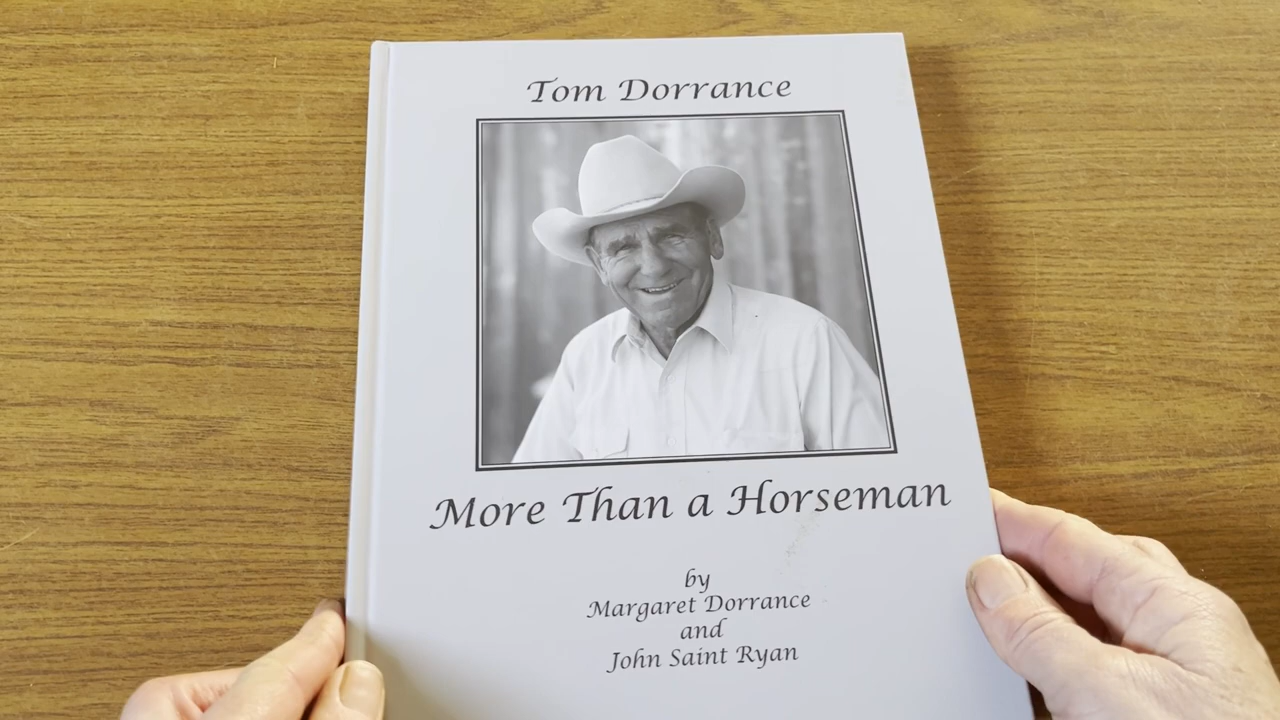 Tom Dorrance
More Than a Horseman
by
Margaret Dorrance
and
John Saint Ryan